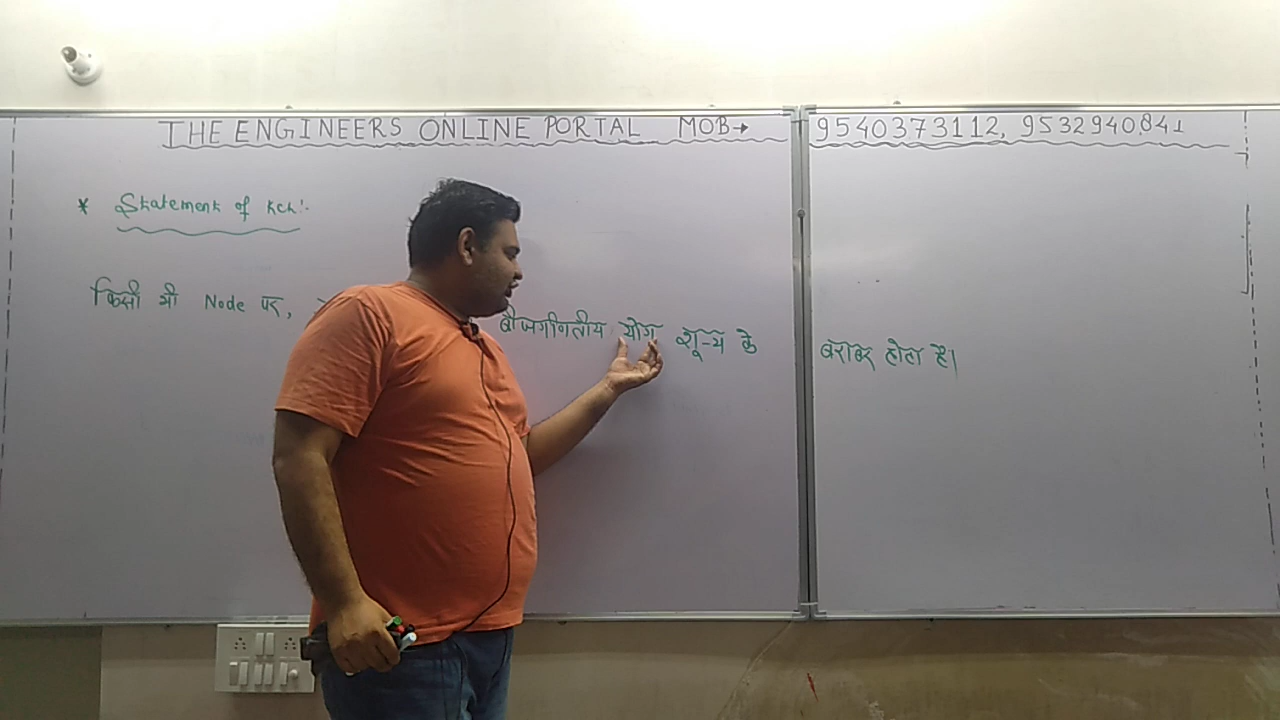 THE ENGINEERS ONLINE PORTAL MOB→ 9540373112, 9532940841
* Statement of KCL:-
किसी भी Node पर, बीजगणितीय योग शून्य के बराबर होता है।